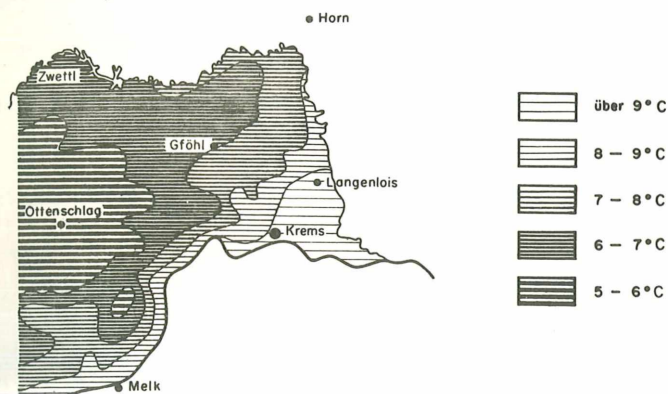 Horn
Zwettl
Gföhl
Langenlois
Ottenschlag
Krems
Melk
über 9°C
8 – 9°C
7 – 8°C
6 – 7°C
5 – 6°C